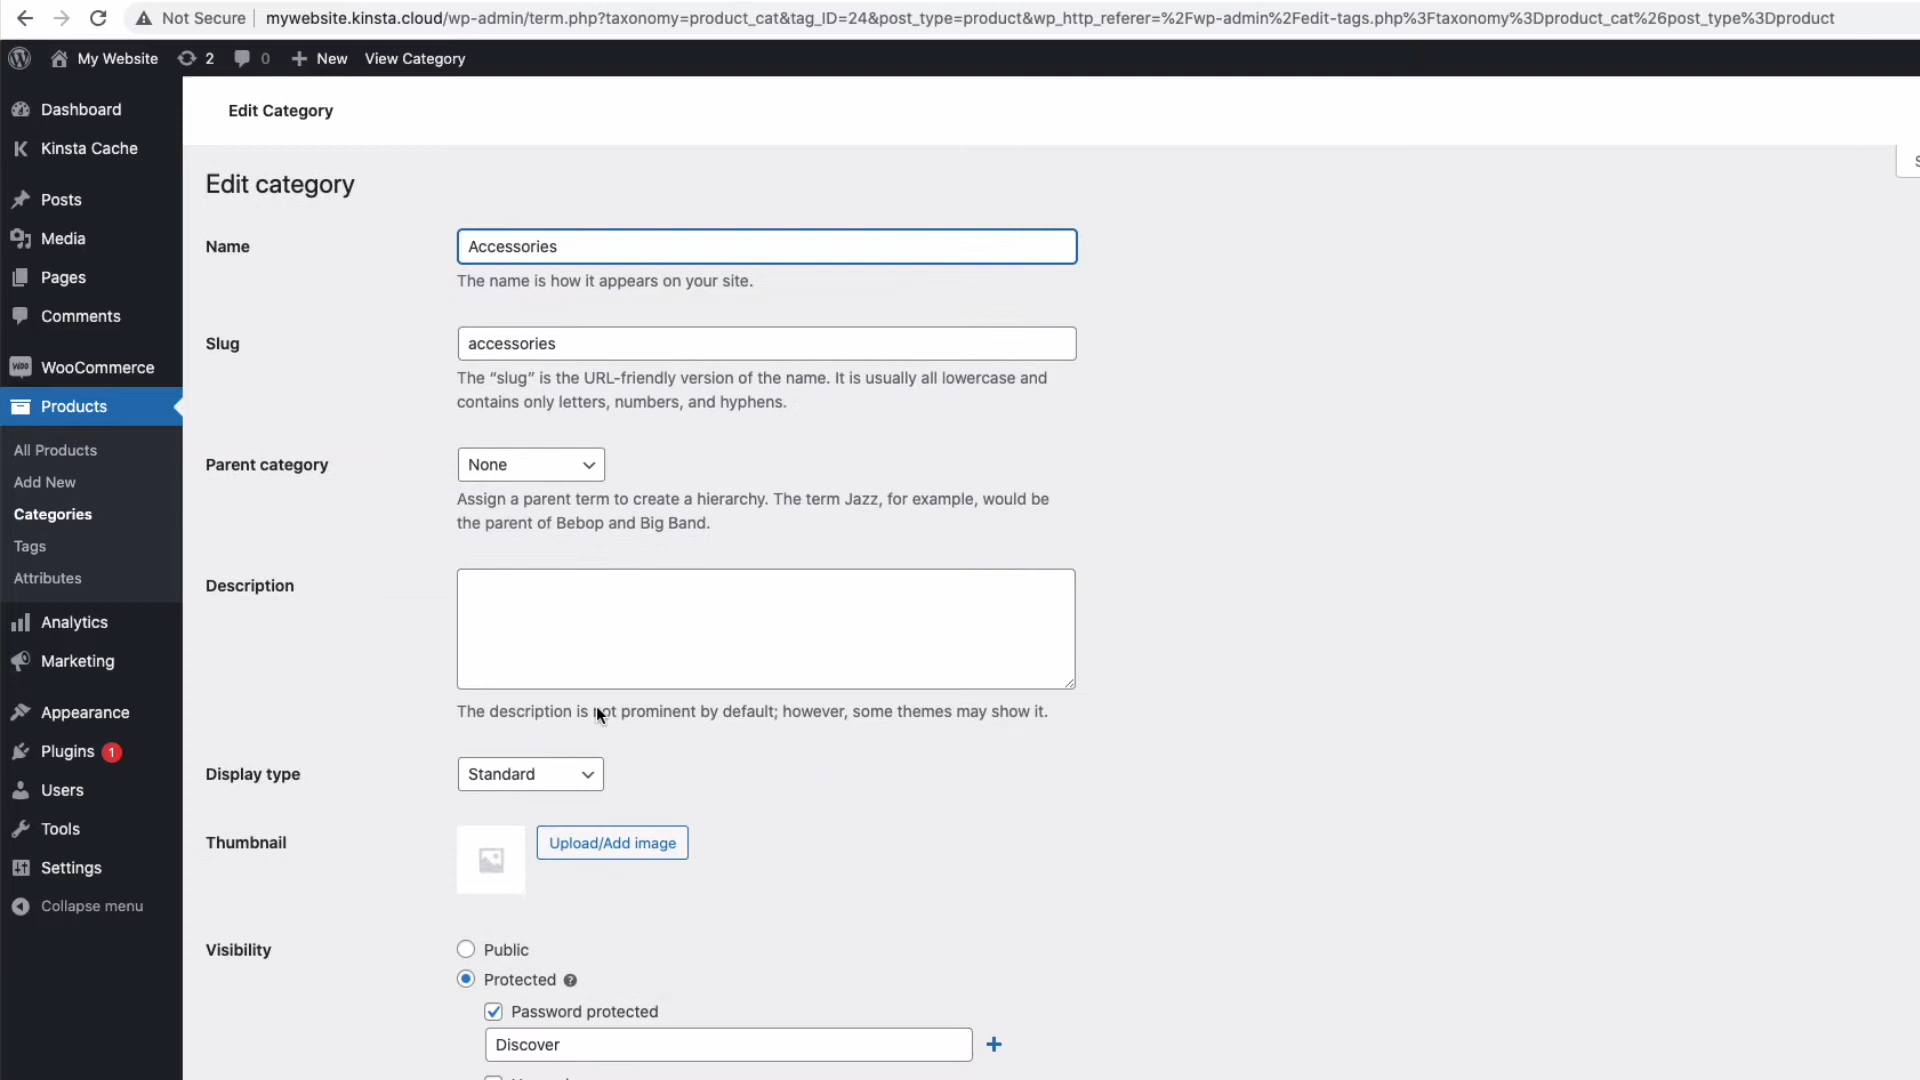 Not Secure mywebsite.kinsta.cloud/wp-admin/term.php?taxonomy=product_cat&tag_ID=24&post_type=product&wp_http_referer=%2Fwp-admin%2Fedit-tags.php%3Ftaxonomy%3Dproduct_cat%26post_type%3Dproduct
My Website 2 0 New View Category
Dashboard
Kinsta Cache
Posts
Media
Pages
Comments
WooCommerce
Products
All Products
Add New
Categories
Tags
Attributes
Analytics
Marketing
Appearance
Plugins 1
Users
Tools
Settings
Collapse menu
Edit Category
Edit category
Name
Accessories
The name is how it appears on your site.
Slug
accessories
The “slug” is the URL-friendly version of the name. It is usually all lowercase and
contains only letters, numbers, and hyphens.
Parent category
None
Assign a parent term to create a hierarchy. The term Jazz, for example, would be
the parent of Bebop and Big Band.
Description
The description is not prominent by default; however, some themes may show it.
Display type
Standard
Thumbnail
Upload/Add image
Visibility
Public
Protected
Password protected
Discover